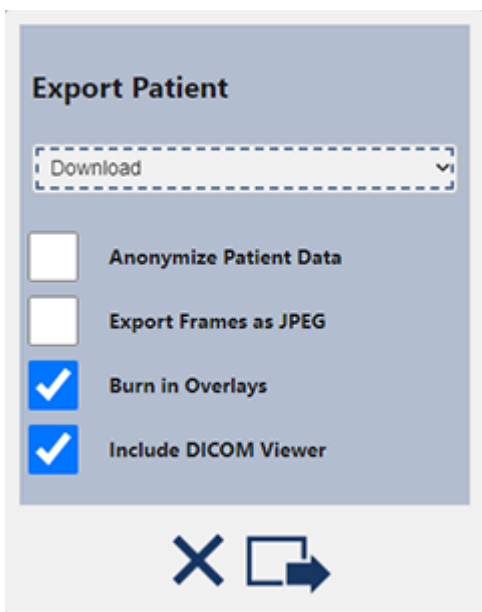 Export Patient
Download
Anonymize Patient Data
Export Frames as JPEG
Burn in Overlays
Include DICOM Viewer